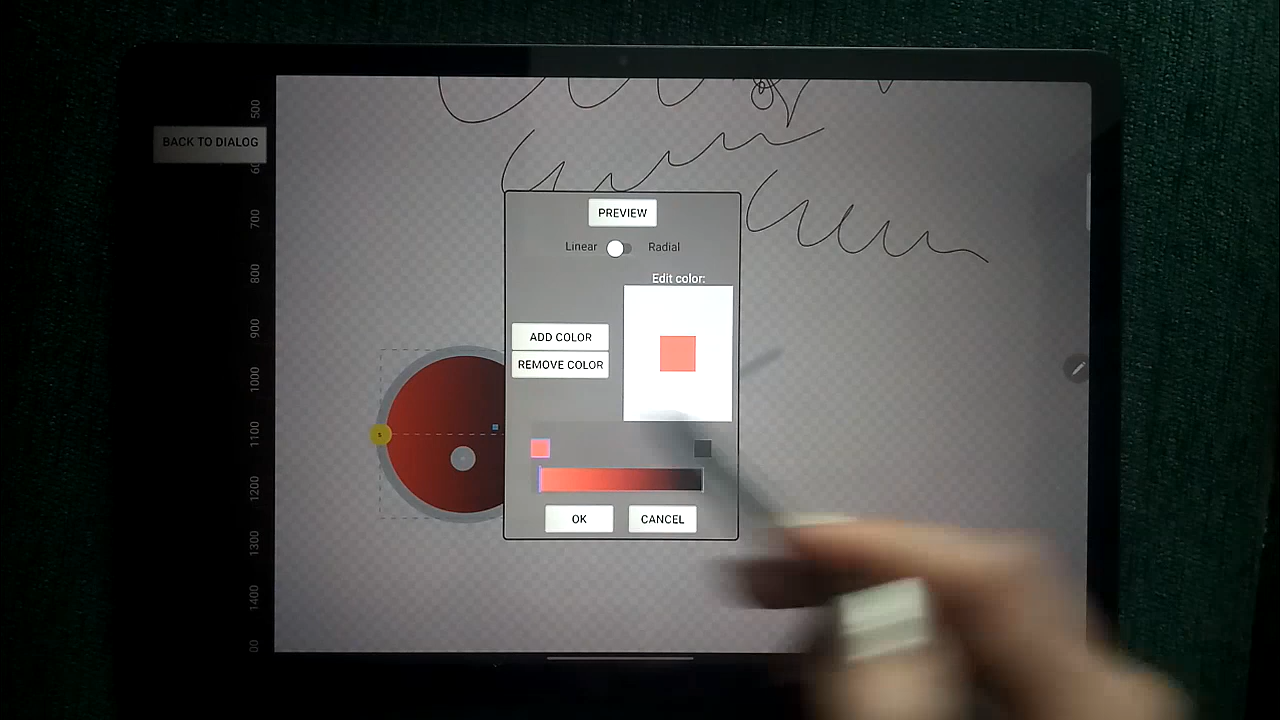 500
BACK TO DIALOG
700
PREVIEW
Linear Radial
800
Edit color:
900
ADD COLOR
REMOVE COLOR
1000
1100
1200
OK CANCEL
1300
1400